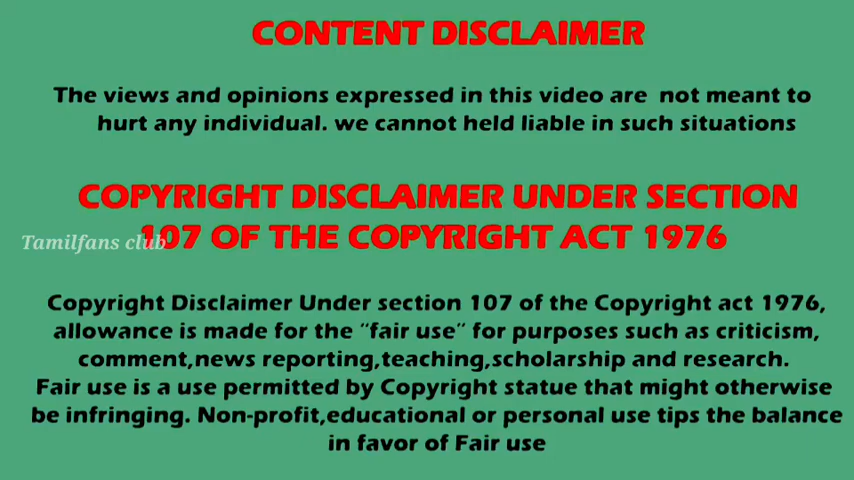 CONTENT DISCLAIMER
The views and opinions expressed in this video are not meant to
hurt any individual. we cannot held liable in such situations
COPYRIGHT DISCLAIMER UNDER SECTION
107 OF THE COPYRIGHT ACT 1976
Tamilfans club
Copyright Disclaimer Under section 107 of the Copyright act 1976,
allowance is made for the “fair use” for purposes such as criticism,
comment,news reporting,teaching,scholarship and research.
Fair use is a use permitted by Copyright statue that might otherwise
be infringing. Non-profit,educational or personal use tips the balance
in favor of Fair use